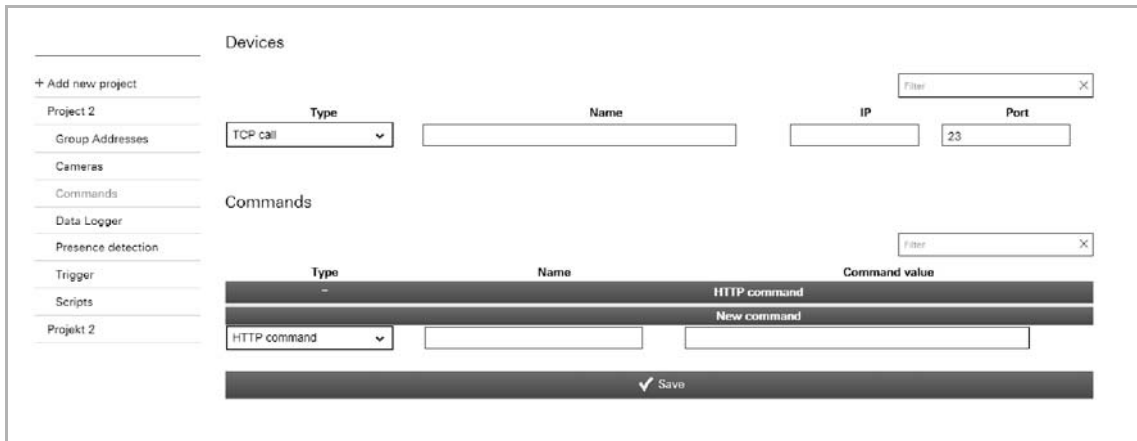 Devices
+ Add new project
Filter ×
Project 2
Type Name IP Port
Group Addresses
TCP call 23
Cameras
Commands
Commands
Data Logger
Presence detection
Filter ×
Trigger
Type Name Command value
Scripts
– HTTP command
New command
Projekt 2
HTTP command
✓ Save